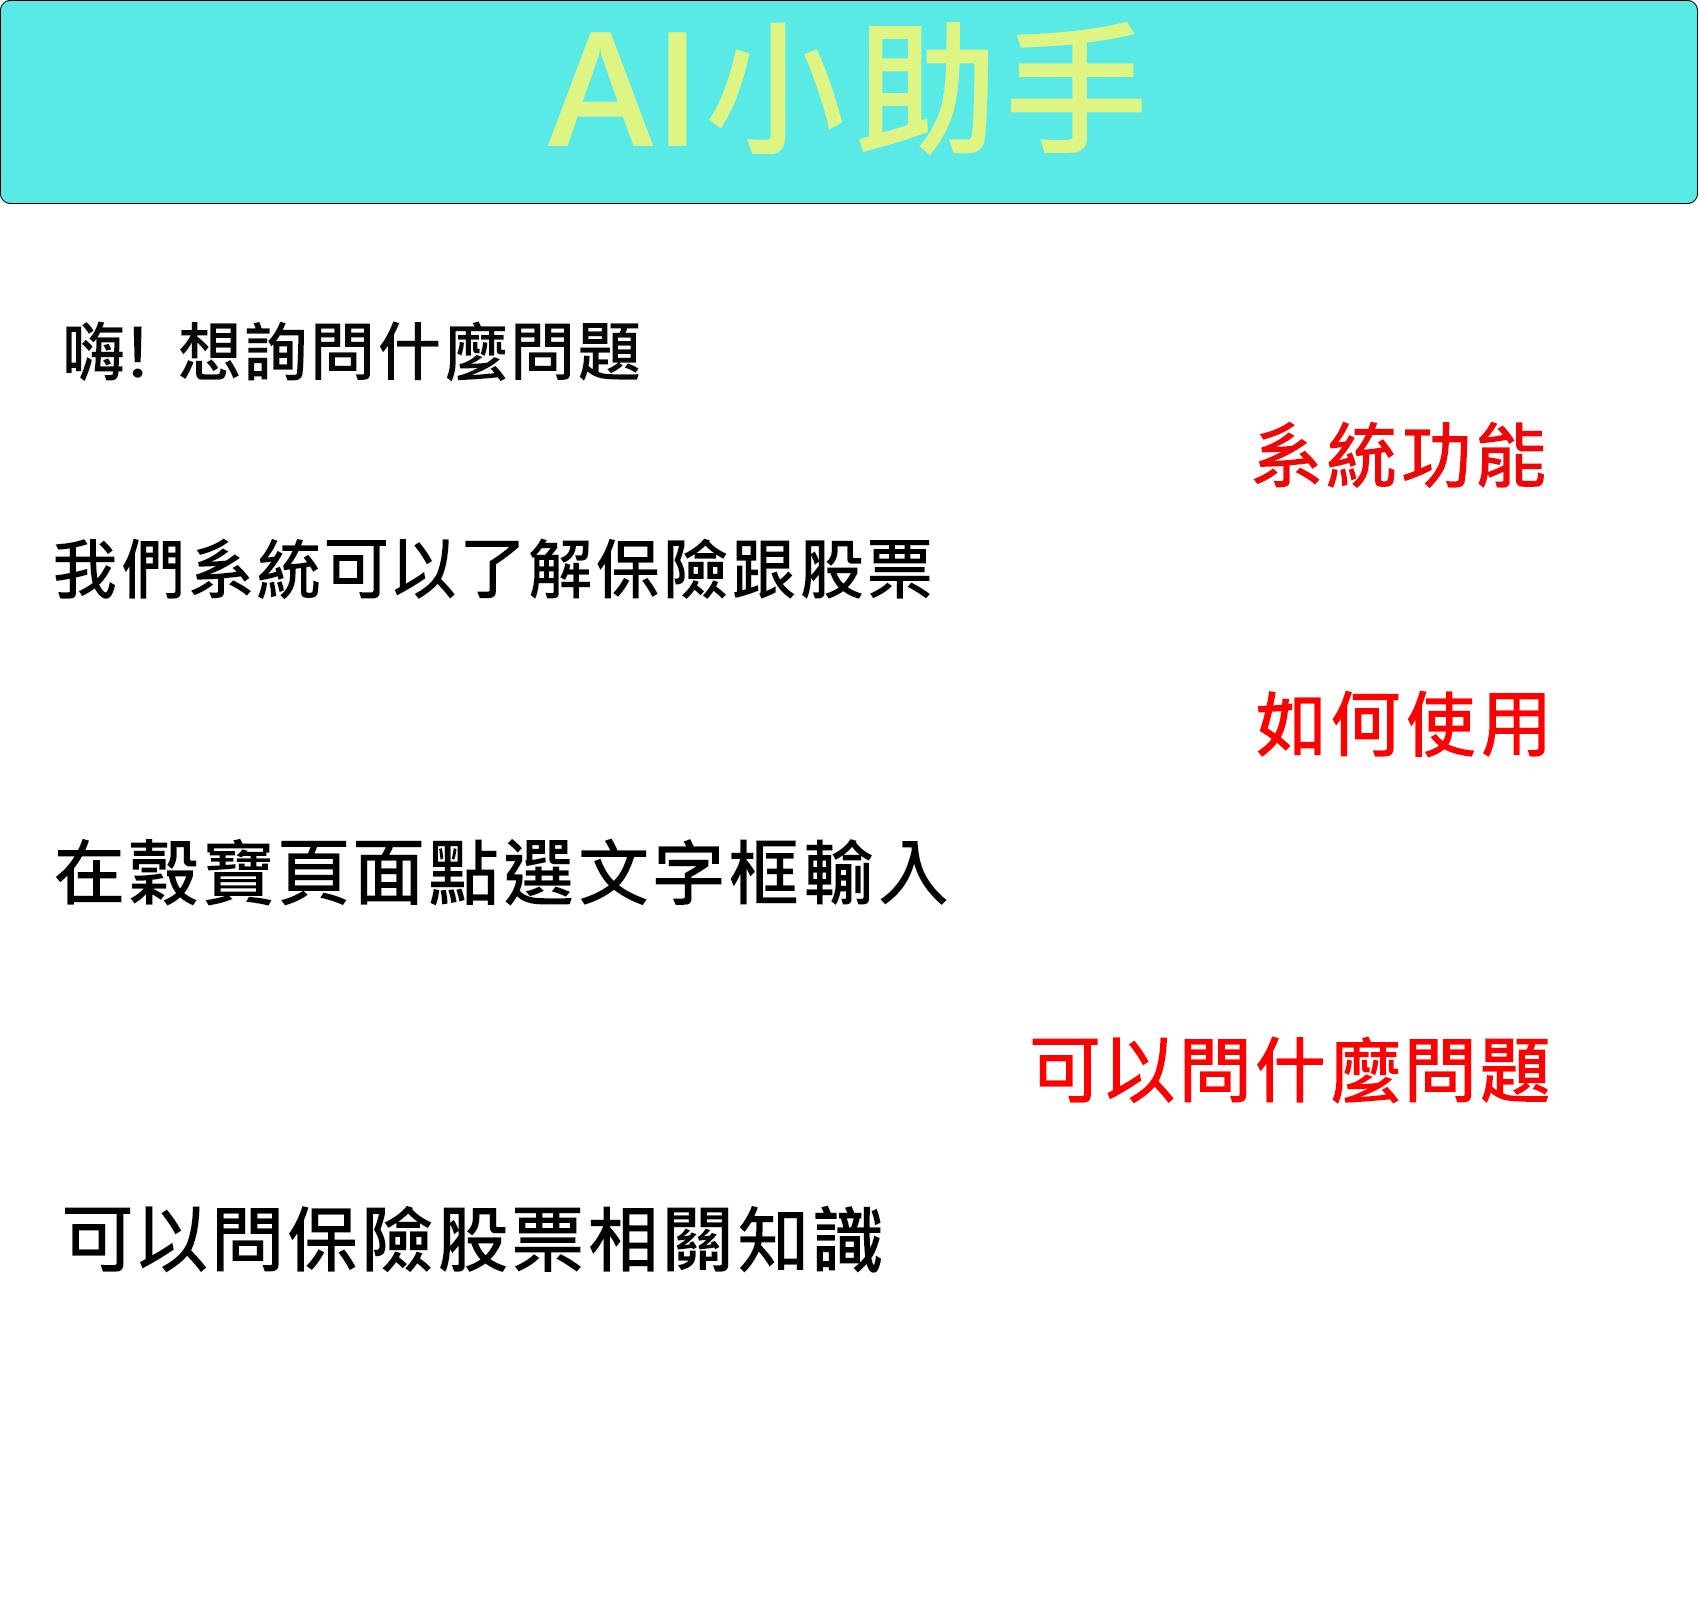 AI小助手
嗨! 想詢問什麼問題
系統功能
我們系統可以了解保險跟股票
如何使用
在穀寶頁面點選文字框輸入
可以問什麼問題
可以問保險股票相關知識